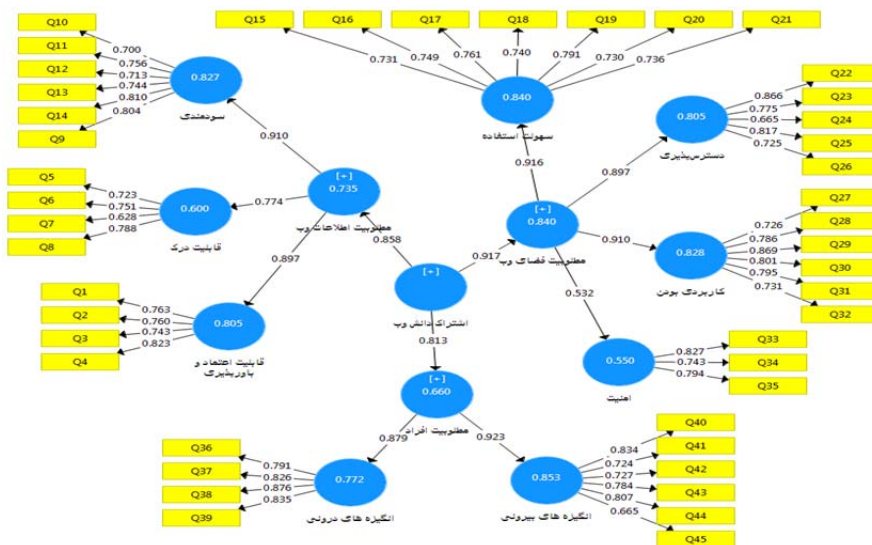 Q10
Q11
Q12
Q13
Q14
Q9
0.700
0.756
0.713
0.744
0.810
0.804
0.827
سودمندی
Q15
Q16
Q17
Q18
Q19
Q20
Q21
0.731
0.749
0.761
0.740
0.791
0.730
0.736
0.840
سهولت استفاده
Q22
Q23
Q24
Q25
Q26
0.866
0.775
0.665
0.817
0.725
0.805
دسترس‌پذیری
0.910
0.916
0.897
Q5
Q6
Q7
Q8
0.723
0.751
0.628
0.788
0.600
قابلیت درک
0.774
[+]
0.735
مطلوبیت اطلاعات وب
[+]
0.840
مطلوبیت فضای وب
0.910
Q27
Q28
Q29
Q30
Q31
Q32
0.726
0.786
0.869
0.801
0.795
0.731
0.828
کاربردی بودن
0.897
0.858
0.917
0.532
[+]
اشتراک دانش وب
Q1
Q2
Q3
Q4
0.763
0.760
0.743
0.823
0.805
قابلیت اعتماد و
باورپذیری
0.813
Q33
Q34
Q35
0.827
0.743
0.794
0.550
امنیت
[+]
0.660
مطلوبیت افراد
0.879
0.923
Q36
Q37
Q38
Q39
0.791
0.826
0.876
0.835
0.772
انگیزه های درونی
Q40
Q41
Q42
Q43
Q44
Q45
0.834
0.724
0.727
0.784
0.807
0.665
0.853
انگیزه های بیرونی